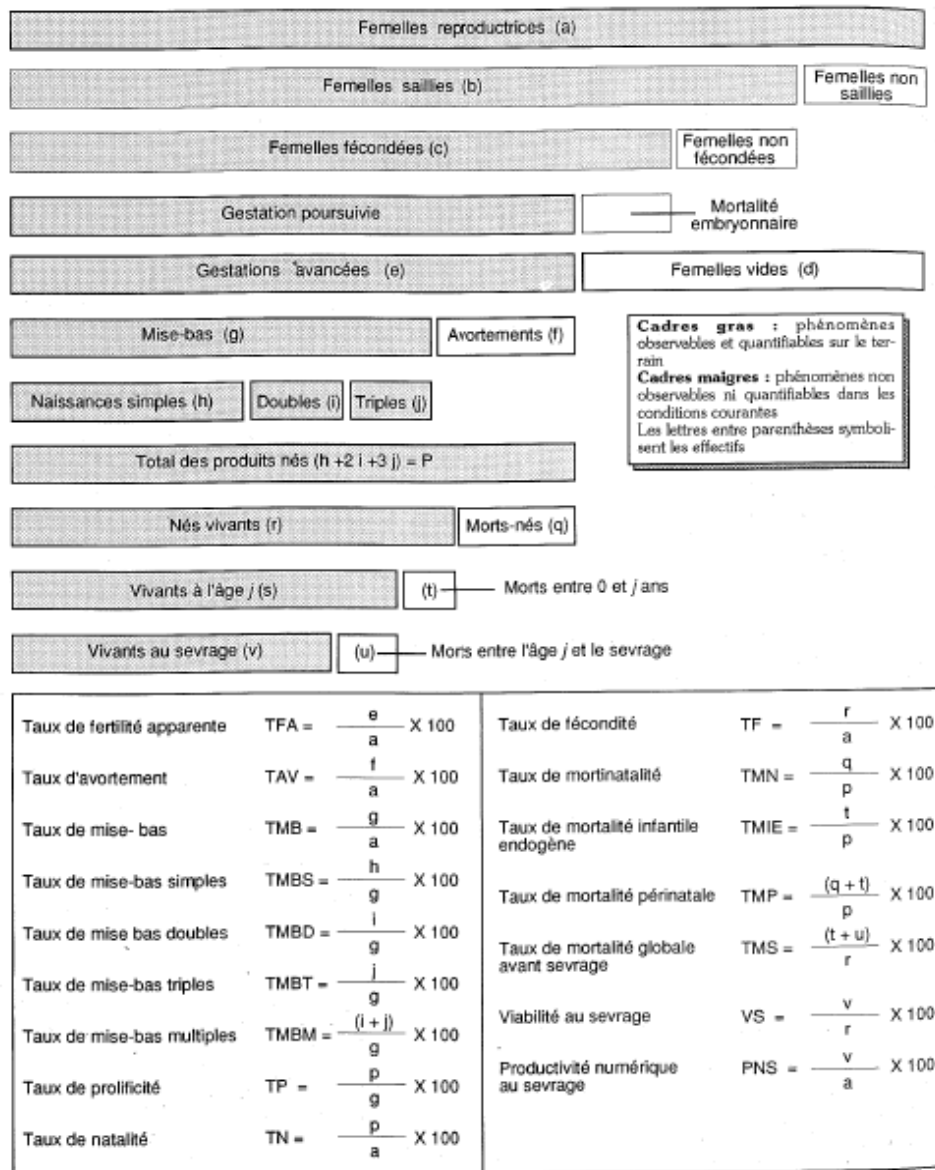 Femelles reproductrices (a)
Femelles saillies (b)
Femelles non
saillies
Femelles fécondées (c)
Femelles non
fécondées
Gestation poursuivie
Mortalité
embryonnaire
Gestations avancées (e)
Femelles vides (d)
Mise-bas (g)
Avortements (f)
Cadres gras : phénomènes
observables et quantifiables sur le ter-
rain
Cadres maigres : phénomènes non
observables ni quantifiables dans les
conditions courantes
Les lettres entre parenthèses symboli-
sent les effectifs
Naissances simples (h)
Doubles (i)
Triples (j)
Total des produits nés (h +2 i +3 j) = P
Nés vivants (r)
Morts-nés (q)
Vivants à l'âge j (s)
(t)
Morts entre 0 et j ans
Vivants au sevrage (v)
(u)
Morts entre l'âge j et le sevrage
Taux de fertilité apparente TFA = e / a X 100
Taux d'avortement TAV = f / a X 100
Taux de mise- bas TMB = g / a X 100
Taux de mise-bas simples TMBS = h / g X 100
Taux de mise bas doubles TMBD = i / g X 100
Taux de mise-bas triples TMBT = j / g X 100
Taux de mise-bas multiples TMBM = (i + j) / g X 100
Taux de prolificité TP = p / g X 100
Taux de natalité TN = p / a X 100
Taux de fécondité TF = r / a X 100
Taux de mortinatalité TMN = q / p X 100
Taux de mortalité infantile
endogène TMIE = t / p X 100
Taux de mortalité périnatale TMP = (q + t) / p X 100
Taux de mortalité globale
avant sevrage TMS = (t + u) / r X 100
Viabilité au sevrage VS = v / r X 100
Productivité numérique
au sevrage PNS = v / a X 100